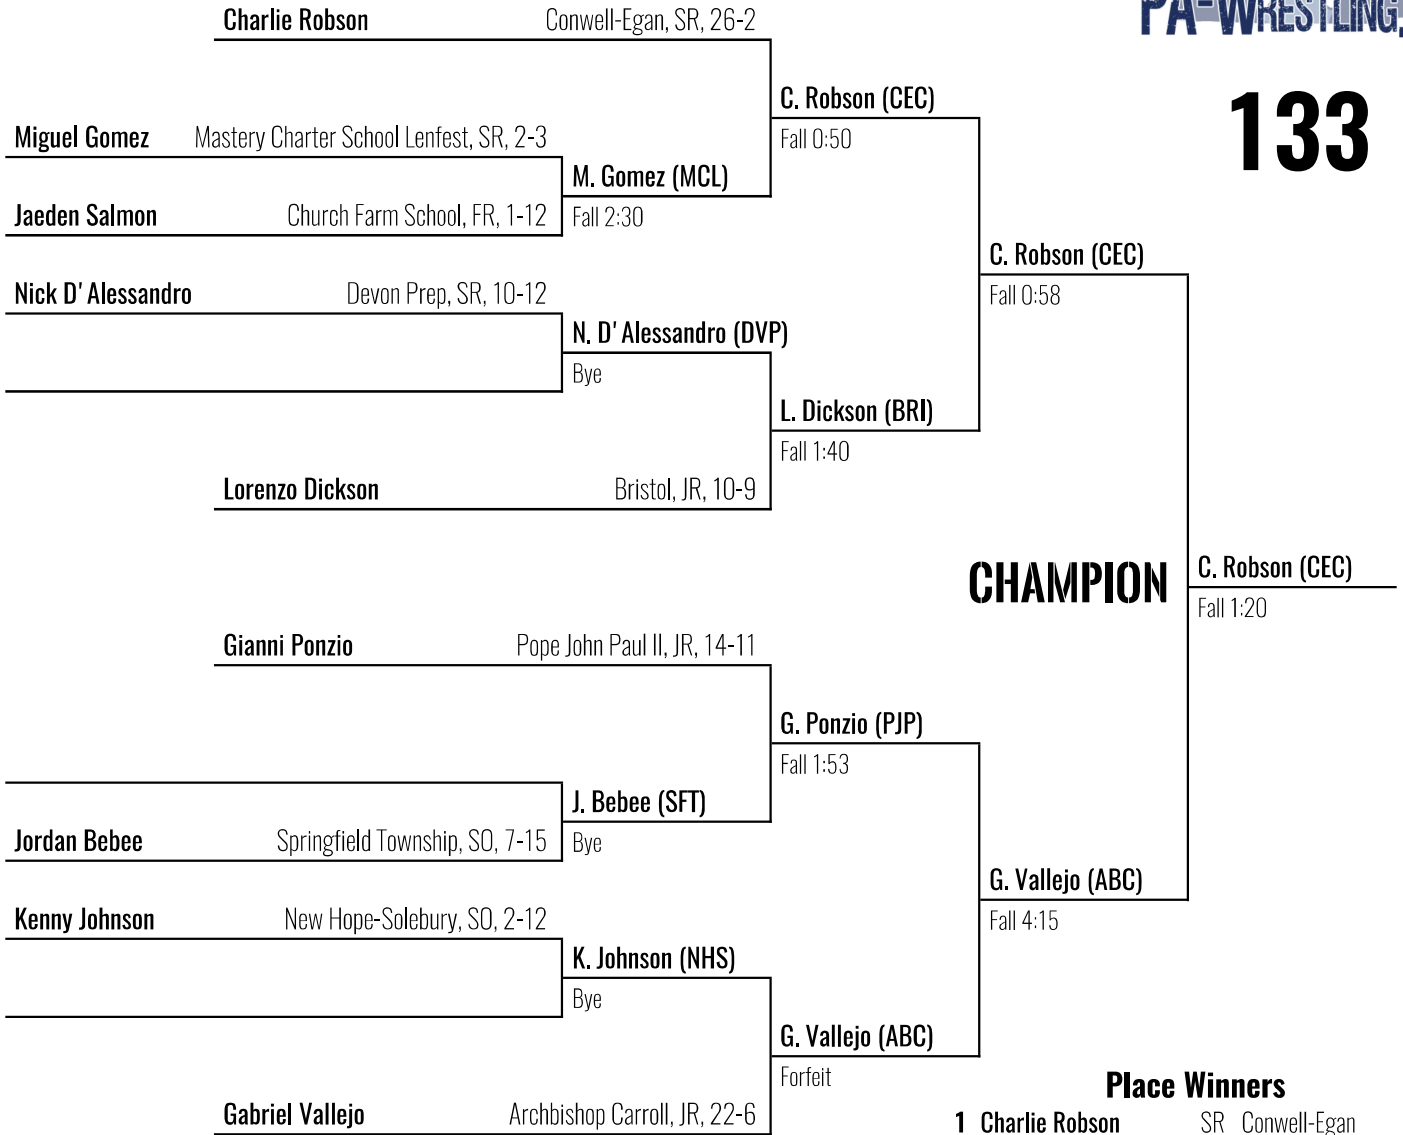 PA-WRESTLING.
133
Charlie Robson Conwell-Egan, SR, 26-2
C. Robson (CEC)
Fall 0:50
Miguel Gomez Mastery Charter School Lenfest, SR, 2-3
M. Gomez (MCL)
Fall 2:30
Jaeden Salmon Church Farm School, FR, 1-12
C. Robson (CEC)
Fall 0:58
Nick D'Alessandro Devon Prep, SR, 10-12
N. D'Alessandro (DVP)
Bye
L. Dickson (BRI)
Fall 1:40
Lorenzo Dickson Bristol, JR, 10-9
CHAMPION
C. Robson (CEC)
Fall 1:20
Gianni Ponzio Pope John Paul II, JR, 14-11
G. Ponzio (PJP)
Fall 1:53
J. Bebee (SFT)
Bye
Jordan Bebee Springfield Township, SO, 7-15
G. Vallejo (ABC)
Fall 4:15
Kenny Johnson New Hope-Solebury, SO, 2-12
K. Johnson (NHS)
Bye
G. Vallejo (ABC)
Forfeit
Gabriel Vallejo Archbishop Carroll, JR, 22-6
Place Winners
1 Charlie Robson SR Conwell-Egan